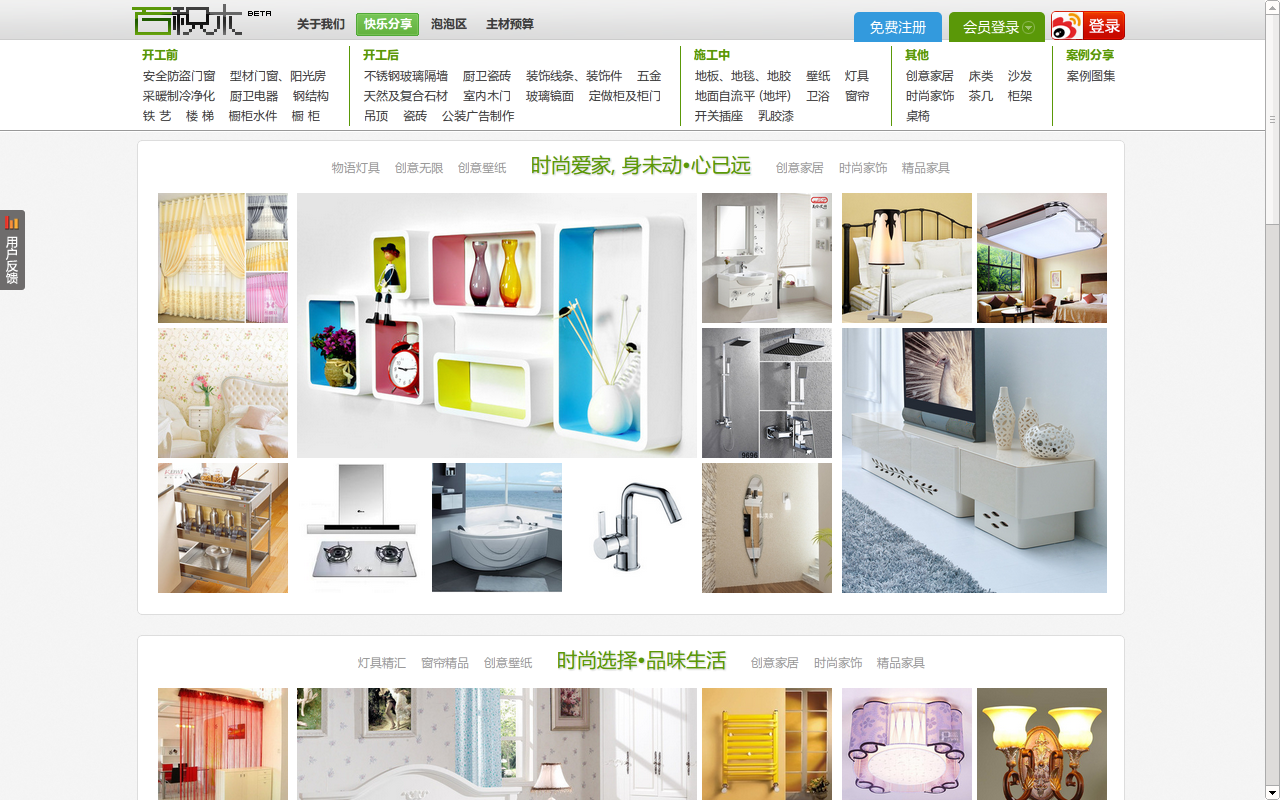 百积木 BETA
关于我们 快乐分享 泡泡区 主材预算
免费注册 会员登录 登录
开工前 开工后 施工中 其他 案例分享
安全防盗门窗 型材门窗、阳光房 不锈钢玻璃隔墙 厨卫瓷砖 装饰线条、装饰件 五金 地板、地毯、地胶 壁纸 灯具 创意家居 床类 沙发 案例图集
采暖制冷净化 厨卫电器 钢结构 天然及复合石材 室内木门 玻璃镜面 定做柜及柜门 地面自流平 (地坪) 卫浴 窗帘 时尚家饰 茶几 柜架
铁 艺 楼 梯 橱柜水件 橱 柜 吊顶 瓷砖 公装广告制作 开关插座 乳胶漆 桌椅
用户反馈
物语灯具 创意无限 创意壁纸 时尚爱家, 身未动•心已远 创意家居 时尚家饰 精品家具
9696
灯具精汇 窗帘精品 创意壁纸 时尚选择•品味生活 创意家居 时尚家饰 精品家具